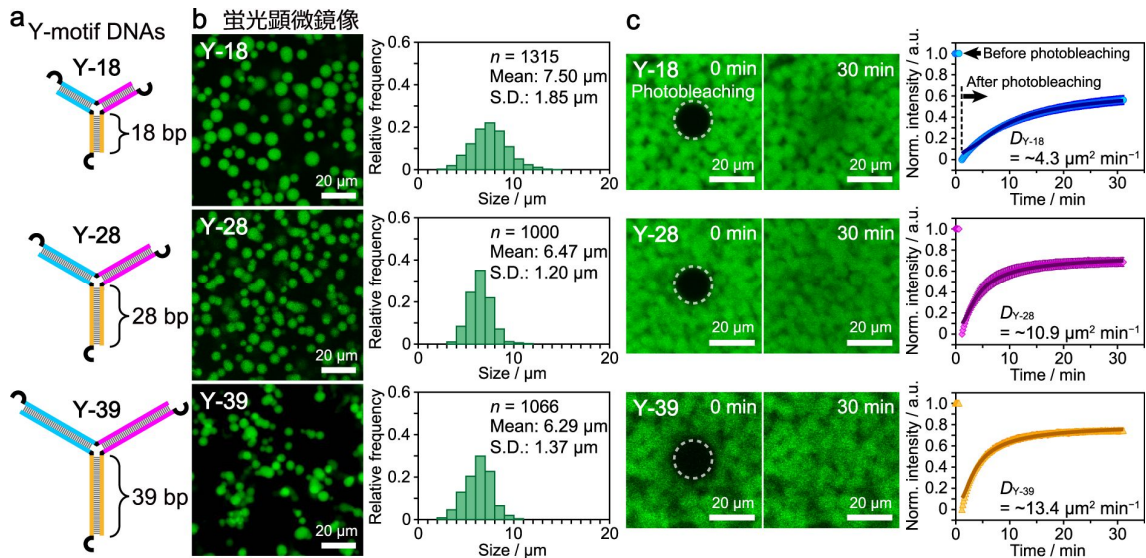 a
Y-motif DNAs
Y-18
18 bp
Y-28
28 bp
Y-39
39 bp
b 蛍光顕微鏡像
Y-18
20 µm
Relative frequency
0.6
0.4
0.2
0
n = 1315
Mean: 7.50 µm
S.D.: 1.85 µm
0 10 20
Size / µm
Y-28
20 µm
Relative frequency
0.6
0.4
0.2
0
n = 1000
Mean: 6.47 µm
S.D.: 1.20 µm
0 10 20
Size / µm
Y-39
20 µm
Relative frequency
0.6
0.4
0.2
0
n = 1066
Mean: 6.29 µm
S.D.: 1.37 µm
0 10 20
Size / µm
c
Y-18 0 min
Photobleaching
20 µm
30 min
20 µm
Norm. intensity / a.u.
1.0
0.8
0.6
0.4
0.2
0
Before photobleaching
After photobleaching
DY-18
= ~4.3 µm² min⁻¹
0 10 20 30
Time / min
Y-28 0 min
20 µm
30 min
20 µm
Norm. intensity / a.u.
1.0
0.8
0.6
0.4
0.2
0
DY-28
= ~10.9 µm² min⁻¹
0 10 20 30
Time / min
Y-39 0 min
20 µm
30 min
20 µm
Norm. intensity / a.u.
1.0
0.8
0.6
0.4
0.2
0
DY-39
= ~13.4 µm² min⁻¹
0 10 20 30
Time / min